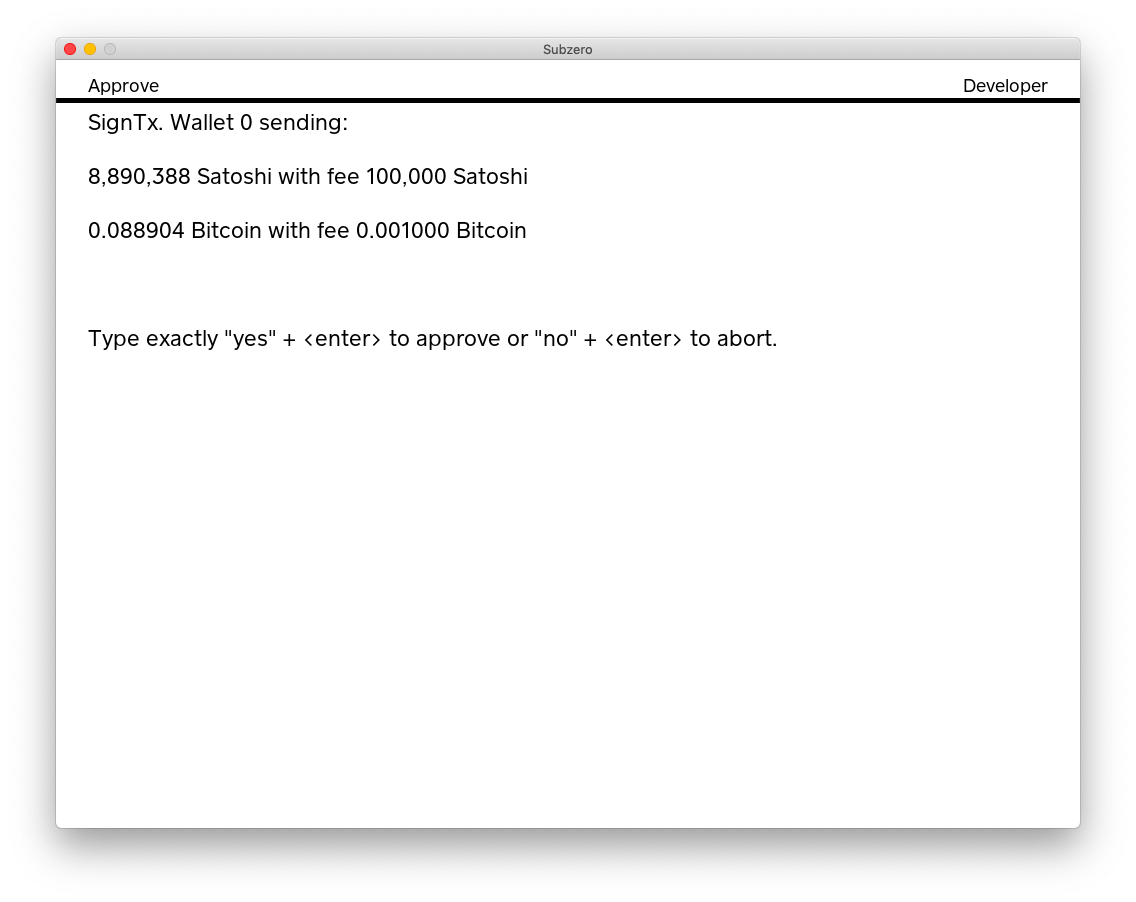 Subzero
Approve
Developer
SignTx. Wallet 0 sending:
8,890,388 Satoshi with fee 100,000 Satoshi
0.088904 Bitcoin with fee 0.001000 Bitcoin
Type exactly "yes" + <enter> to approve or "no" + <enter> to abort.